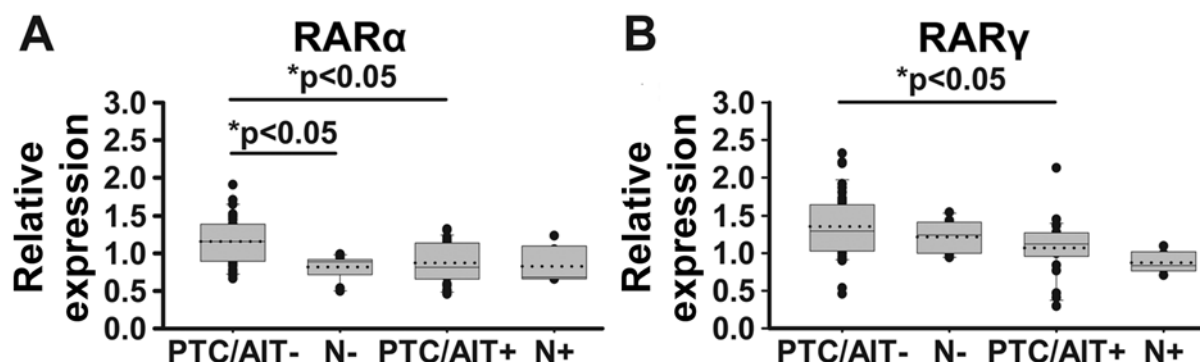 A
RARα
*p<0.05
*p<0.05
Relative
expression
3.0
2.5
2.0
1.5
1.0
0.5
0.0
PTC/AIT- N- PTC/AIT+ N+
B
RARγ
*p<0.05
Relative
expression
3.0
2.5
2.0
1.5
1.0
0.5
0.0
PTC/AIT- N- PTC/AIT+ N+